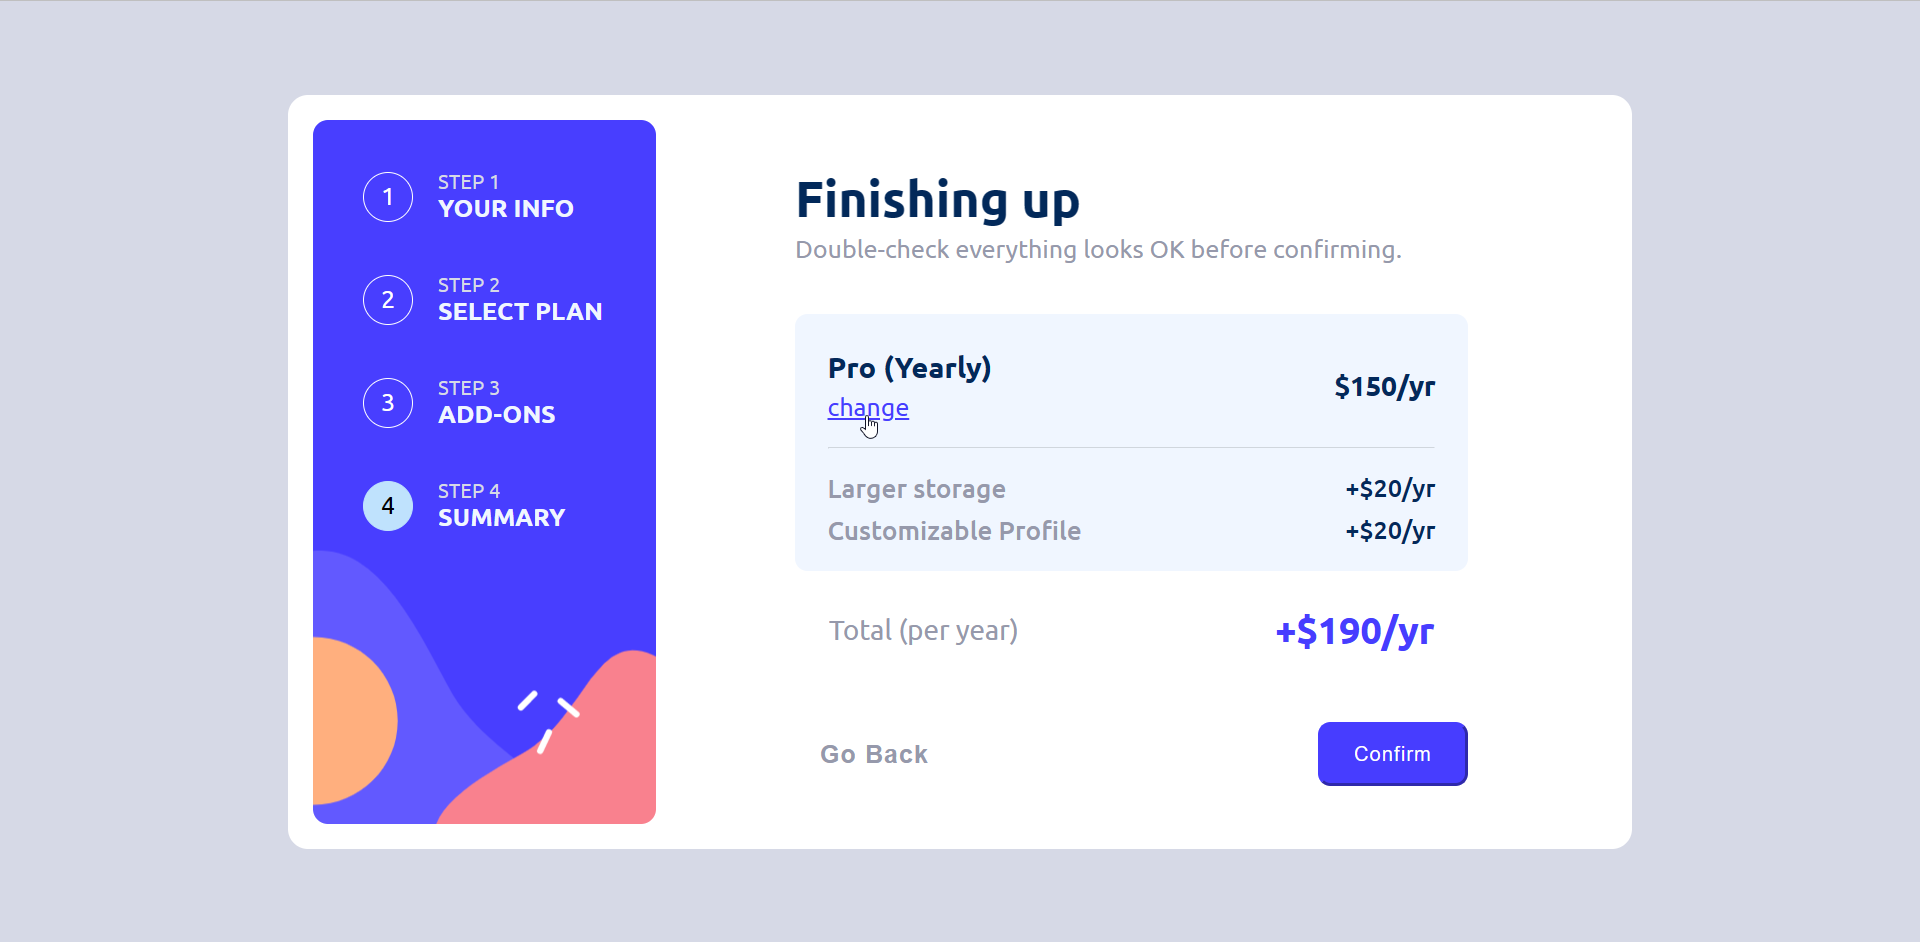 1
STEP 1
YOUR INFO
2
STEP 2
SELECT PLAN
3
STEP 3
ADD-ONS
4
STEP 4
SUMMARY
Finishing up
Double-check everything looks OK before confirming.
Pro (Yearly)
change
$150/yr
Larger storage +$20/yr
Customizable Profile +$20/yr
Total (per year) +$190/yr
Go Back Confirm